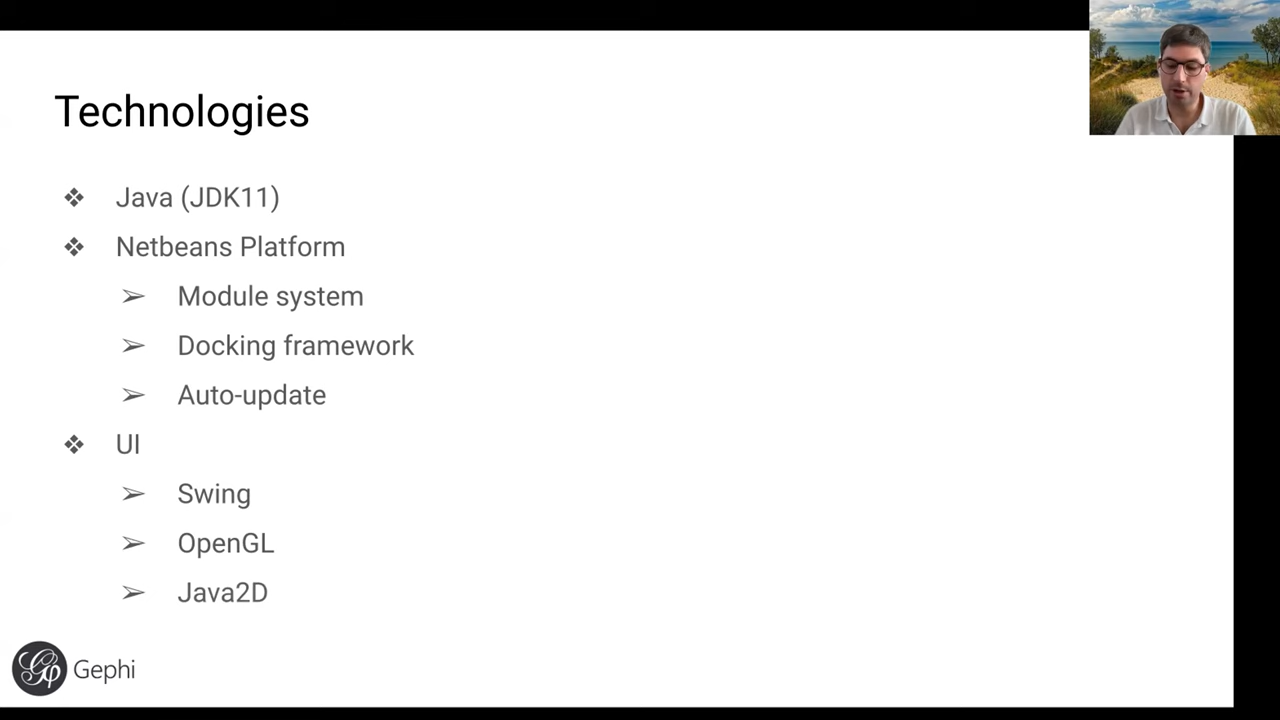 Technologies
Java (JDK11)
Netbeans Platform
Module system
Docking framework
Auto-update
UI
Swing
OpenGL
Java2D
Gephi